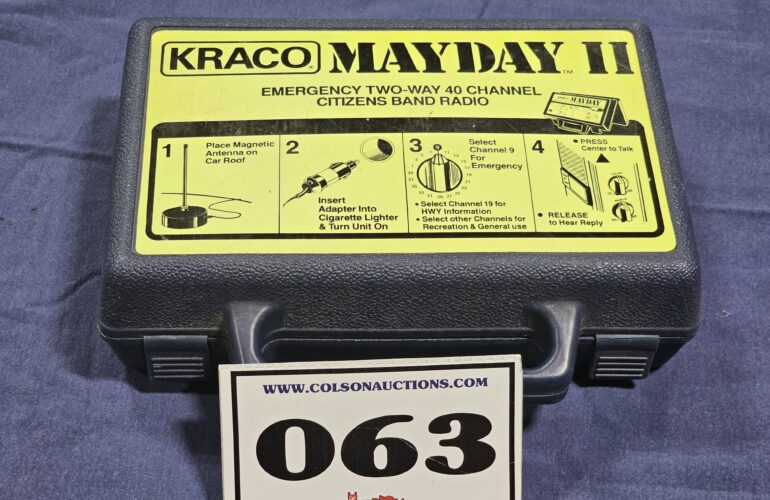 KRACO MAYDAY II™
EMERGENCY TWO-WAY 40 CHANNEL
CITIZENS BAND RADIO
MAYDAY
1
Place Magnetic
Antenna on
Car Roof
2
Insert
Adapter Into
Cigarette Lighter
& Turn Unit On
3
Select
Channel 9
For
Emergency
• Select Channel 19 for
HWY Information
• Select other Channels for
Recreation & General use
4
• PRESS
Center to Talk
• RELEASE
to Hear Reply
WWW.COLSONAUCTIONS.COM
063